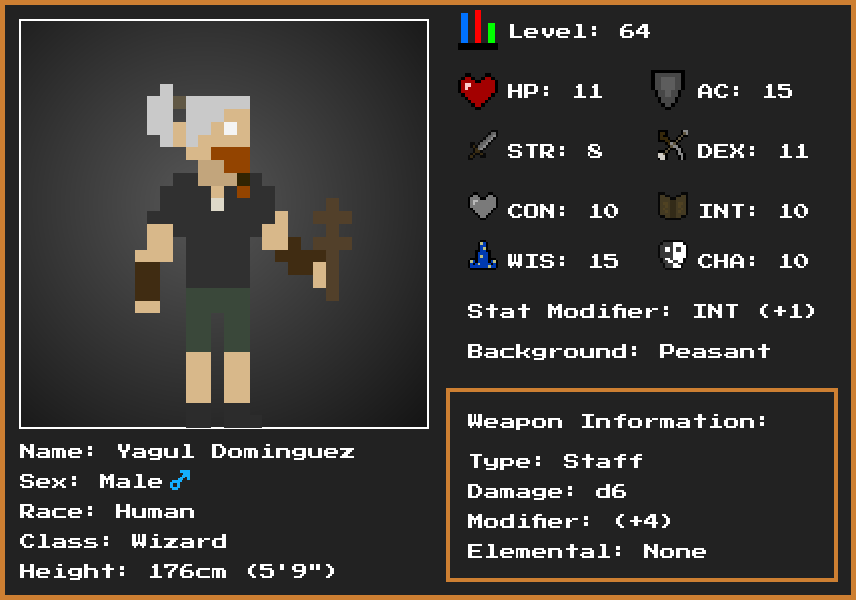 Level: 64
HP: 11
AC: 15
STR: 8
DEX: 11
CON: 10
INT: 10
WIS: 15
CHA: 10
Stat Modifier: INT (+1)
Background: Peasant
Weapon Information:
Type: Staff
Damage: d6
Modifier: (+4)
Elemental: None
Name: Yagul Dominguez
Sex: Male ♂
Race: Human
Class: Wizard
Height: 176cm (5'9")